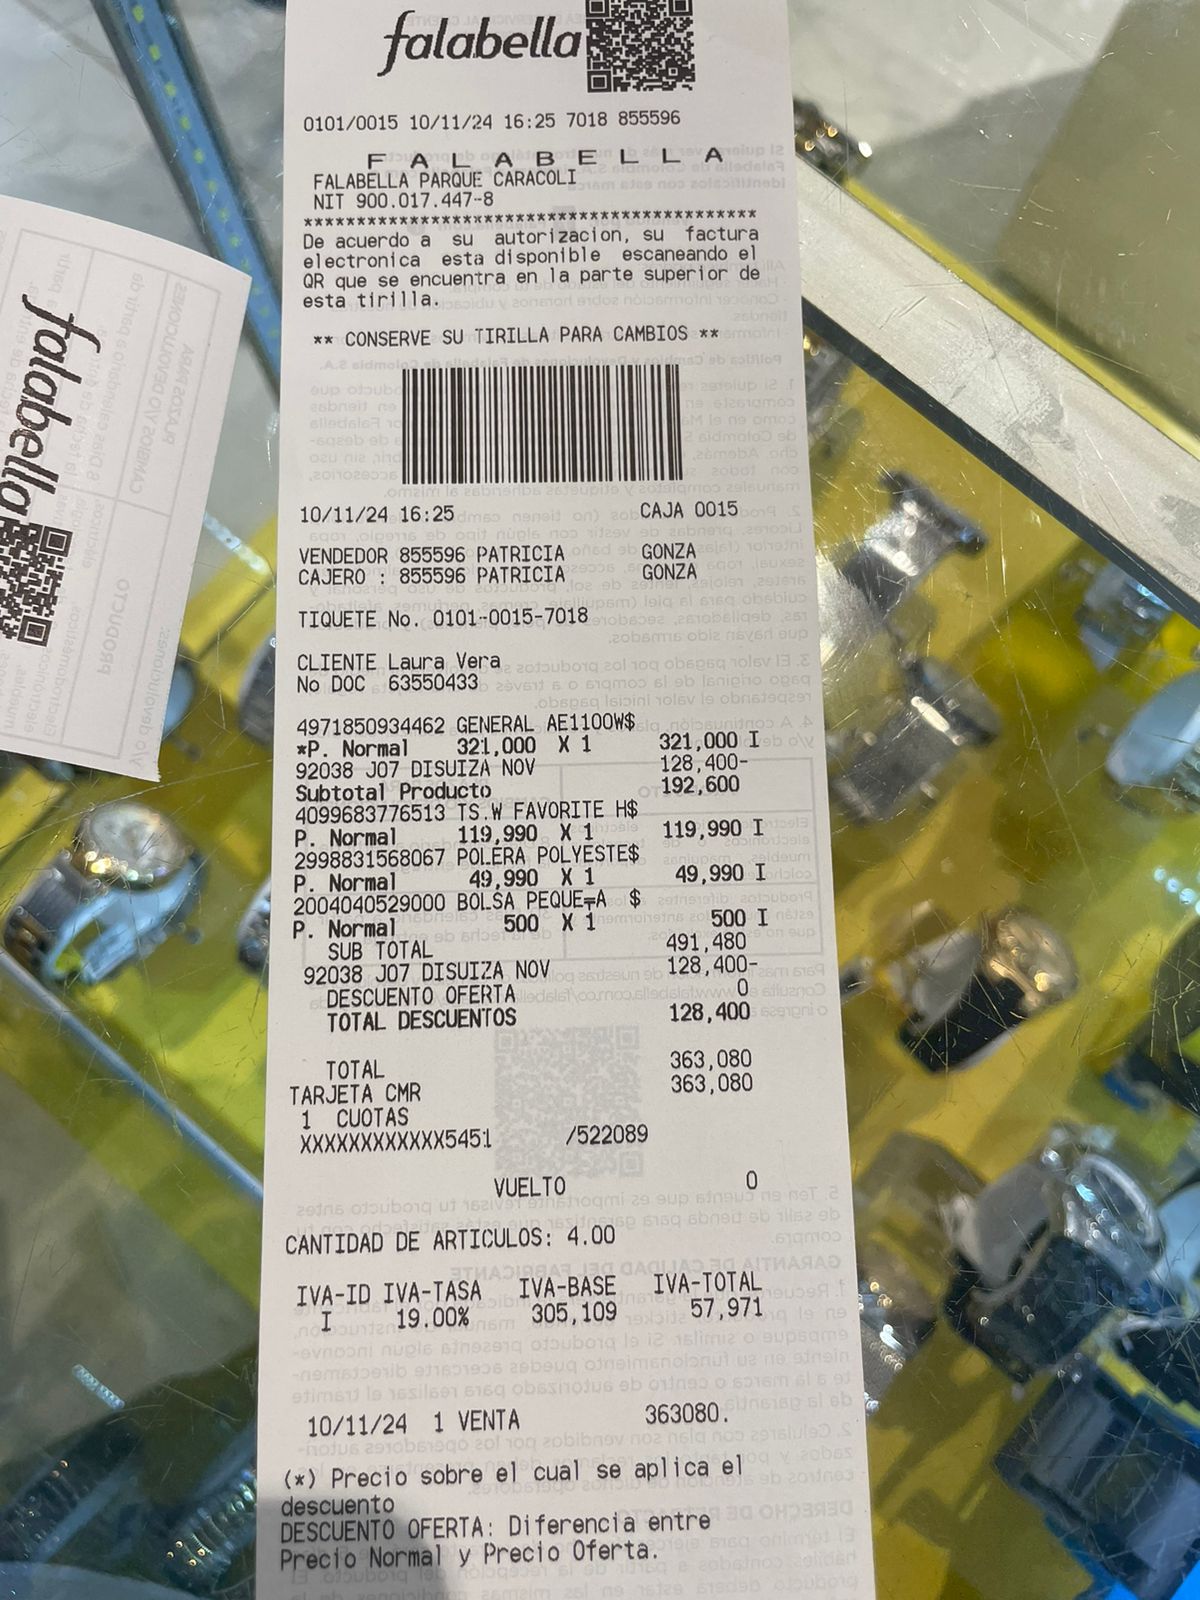 falabella
0101/0015 10/11/24 16:25 7018 855596
F A L A B E L L A
FALABELLA PARQUE CARACOLI
NIT 900.017.447-8
*******************************************
De acuerdo a su autorizacion, su factura
electronica esta disponible escaneando el
QR que se encuentra en la parte superior de
esta tirilla.
** CONSERVE SU TIRILLA PARA CAMBIOS **
10/11/24 16:25 CAJA 0015
VENDEDOR 855596 PATRICIA GONZA
CAJERO : 855596 PATRICIA GONZA
TIQUETE No. 0101-0015-7018
CLIENTE Laura Vera
No DOC 63550433
4971850934462 GENERAL AE1100W$
*P. Normal 321,000 X 1 321,000 I
92038 J07 DISUIZA NOV 128,400-
Subtotal Producto 192,600
4099683776513 TS.W FAVORITE H$
P. Normal 119,990 X 1 119,990 I
2998831568067 POLERA POLYESTE$
P. Normal 49,990 X 1 49,990 I
2004040529000 BOLSA PEQUE¬A $
P. Normal 500 X 1 500 I
SUB TOTAL 491,480
92038 J07 DISUIZA NOV 128,400-
DESCUENTO OFERTA 0
TOTAL DESCUENTOS 128,400
TOTAL 363,080
TARJETA CMR 363,080
1 CUOTAS
XXXXXXXXXXXX5451 /522089
VUELTO 0
CANTIDAD DE ARTICULOS: 4.00
IVA-ID IVA-TASA IVA-BASE IVA-TOTAL
I 19.00% 305,109 57,971
10/11/24 1 VENTA 363080.
(*) Precio sobre el cual se aplica el
descuento
DESCUENTO OFERTA: Diferencia entre
Precio Normal y Precio Oferta.
falabella
PLAZOS PARA
CAMBIOS Y/O DEVOLUCIONES
PRODUCTO